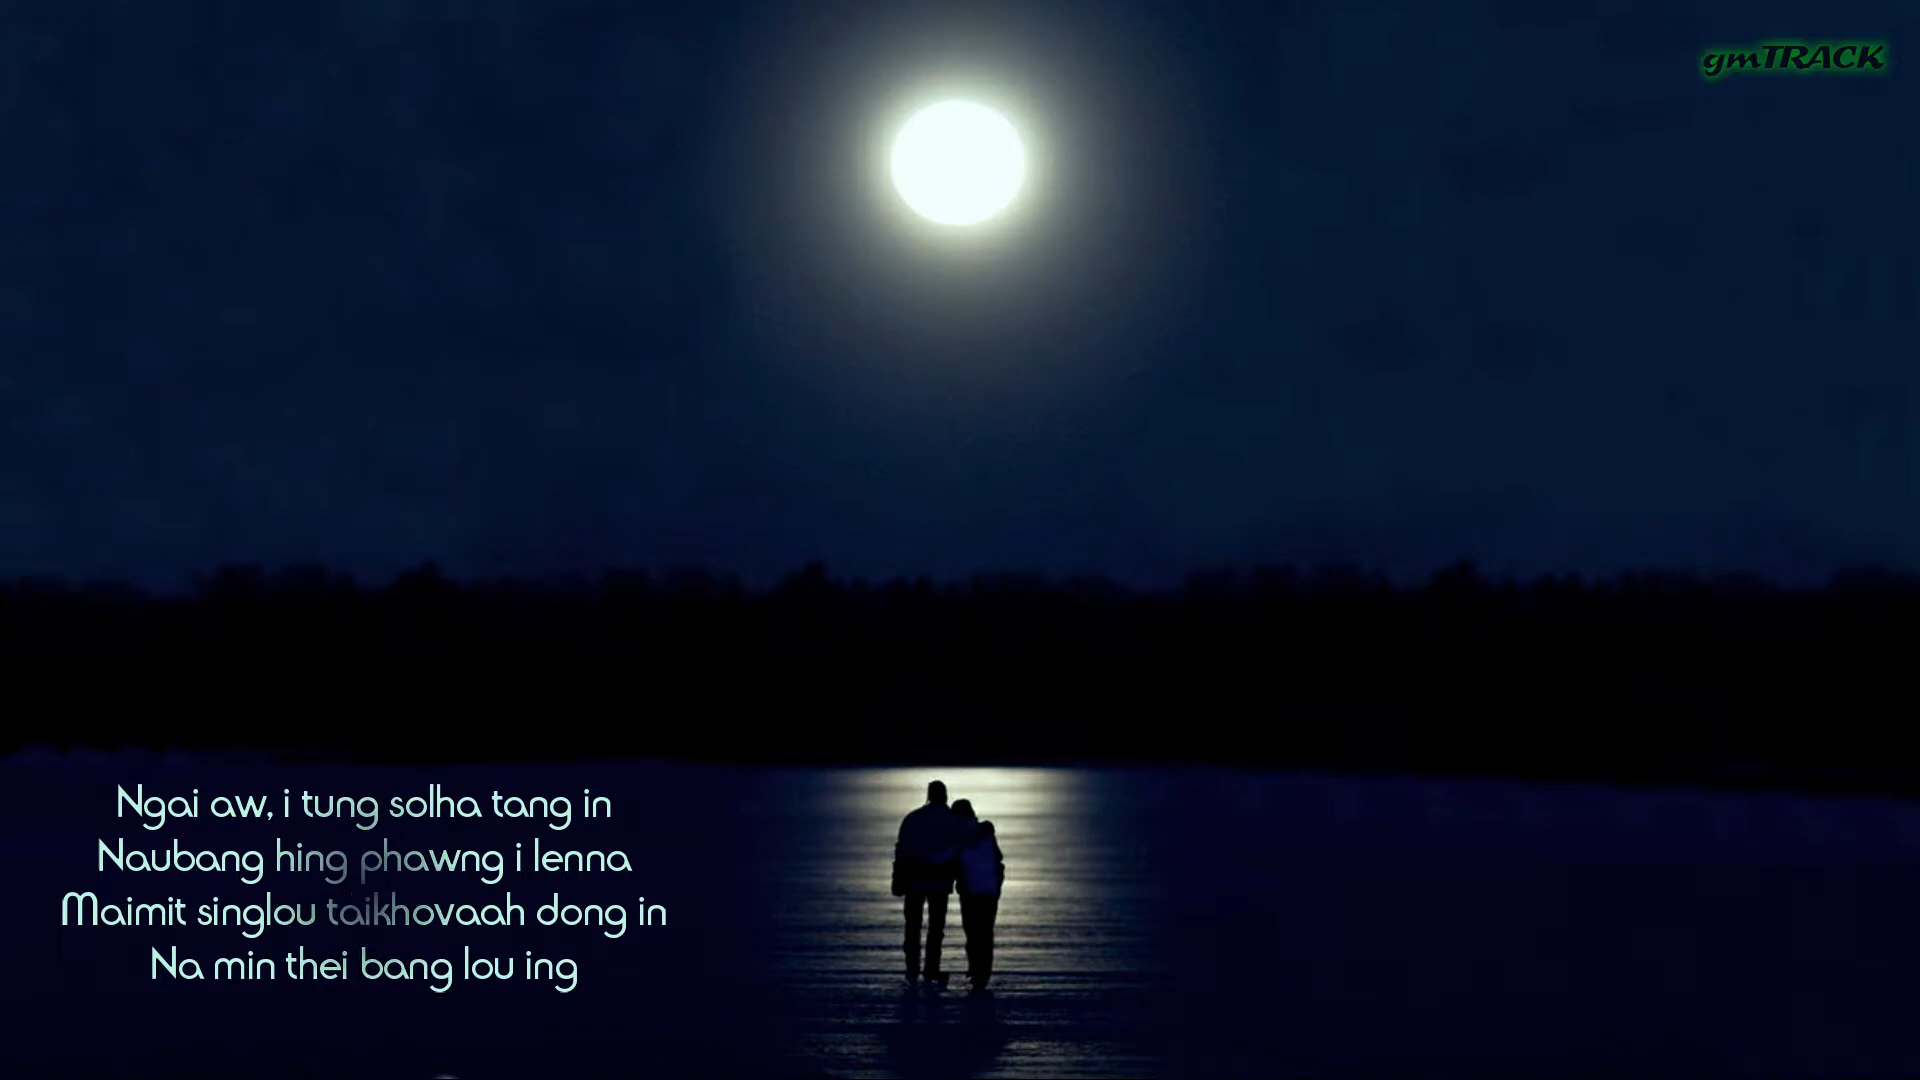 gmTRACK
Ngai aw, i tung solha tang in
Naubang hing phawng i lenna
Maimit singlou taikhovaah dong in
Na min thei bang lou ing